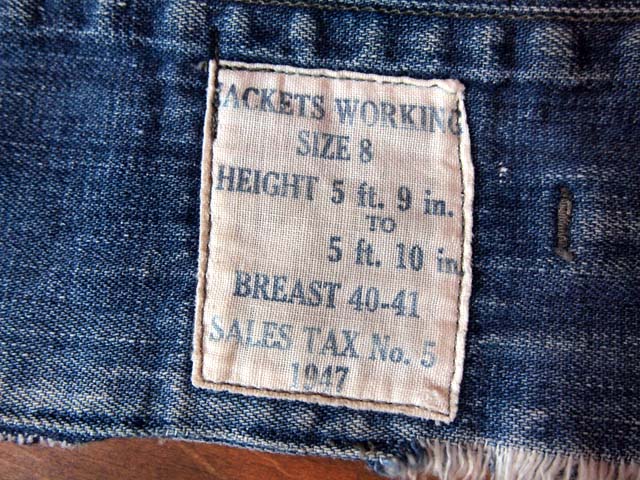 JACKETS WORKING
SIZE 8
HEIGHT 5 ft. 9 in.
TO
5 ft. 10 in.
BREAST 40-41
SALES TAX No. 5
1947